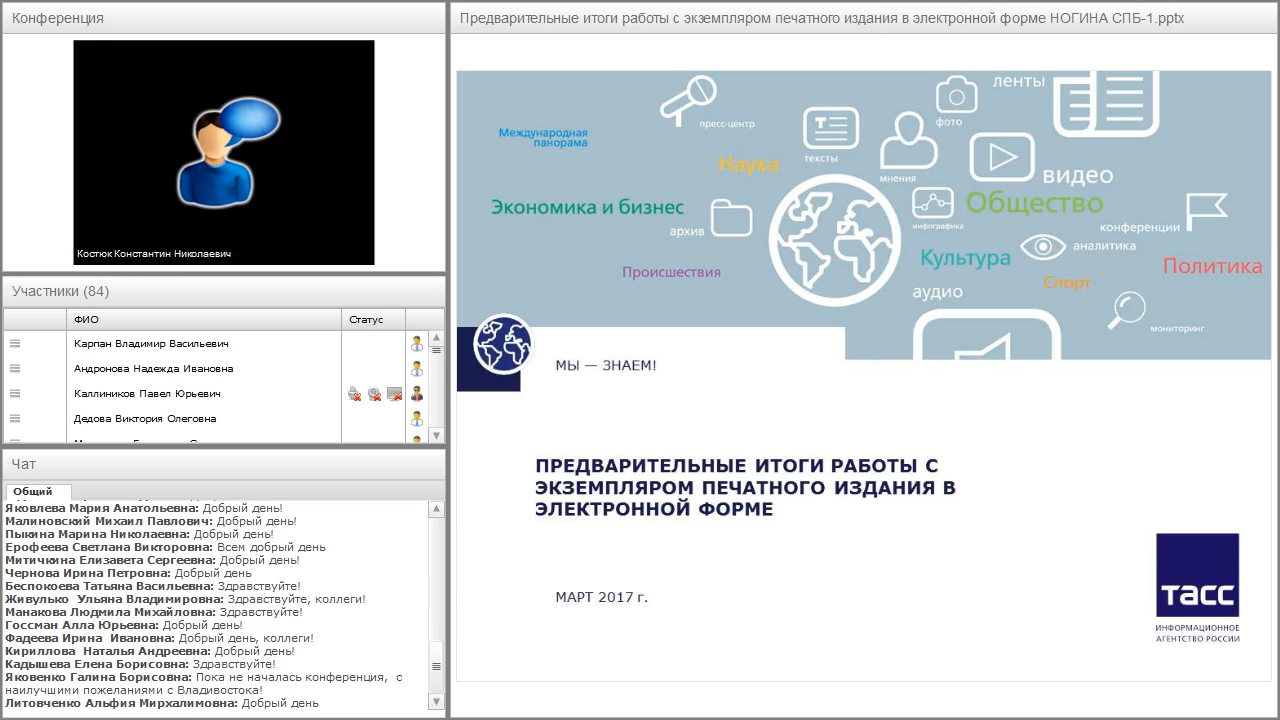 Конференция
Костюк Константин Николаевич
Участники (84)
ФИО
Статус
Карпан Владимир Васильевич
Андронова Надежда Ивановна
Каллиников Павел Юрьевич
Дедова Виктория Олеговна
Чат
Общий
Яковлева Мария Анатольевна: Добрый день!
Малиновский Михаил Павлович: Добрый день!
Пыкина Марина Николаевна: Добрый день!
Ерофеева Светлана Викторовна: Всем добрый день
Митичкина Елизавета Сергеевна: Добрый день!
Чернова Ирина Петровна: Добрый день
Беспокоева Татьяна Васильевна: Здравствуйте!
Живулько Ульяна Владимировна: Здравствуйте, коллеги!
Манакова Людмила Михайловна: Здравствуйте!
Госсман Алла Юрьевна: Добрый день!
Фадеева Ирина Ивановна: Добрый день, коллеги!
Кириллова Наталья Андреевна: Добрый день!
Кадышева Елена Борисовна: Здравствуйте!
Яковенко Галина Борисовна: Пока не началась конференция, с
наилучшими пожеланиями с Владивостока!
Литовченко Альфия Мирхалимовна: Добрый день
Предварительные итоги работы с экземпляром печатного издания в электронной форме НОГИНА СПБ-1.pptx
ленты
пресс-центр
фото
Международная
панорама
тексты
Наука
мнения
видео
Экономика и бизнес
Общество
архив
инфографика
конференции
аналитика
Культура
Происшествия
Политика
Спорт
аудио
мониторинг
МЫ — ЗНАЕМ!
ПРЕДВАРИТЕЛЬНЫЕ ИТОГИ РАБОТЫ С
ЭКЗЕМПЛЯРОМ ПЕЧАТНОГО ИЗДАНИЯ В
ЭЛЕКТРОННОЙ ФОРМЕ
МАРТ 2017 г.
ТАСС
ИНФОРМАЦИОННОЕ
АГЕНТСТВО РОССИИ